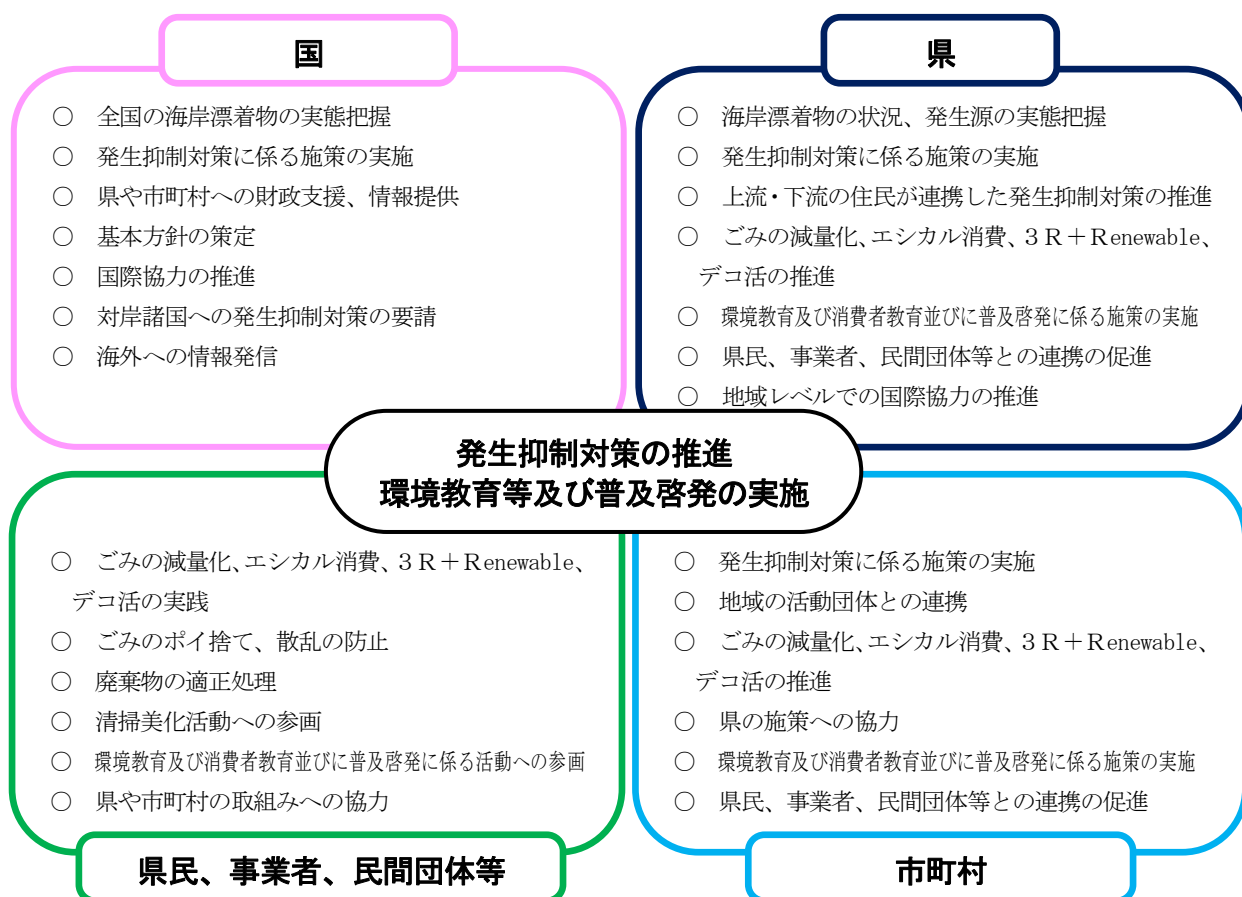 国
○ 全国の海岸漂着物の実態把握
○ 発生抑制対策に係る施策の実施
○ 県や市町村への財政支援、情報提供
○ 基本方針の策定
○ 国際協力の推進
○ 対岸諸国への発生抑制対策の要請
○ 海外への情報発信
県
○ 海岸漂着物の状況、発生源の実態把握
○ 発生抑制対策に係る施策の実施
○ 上流・下流の住民が連携した発生抑制対策の推進
○ ごみの減量化、エシカル消費、３Ｒ＋Ｒenewable、
デコ活の推進
○ 環境教育及び消費者教育並びに普及啓発に係る施策の実施
○ 県民、事業者、民間団体等との連携の促進
○ 地域レベルでの国際協力の推進
発生抑制対策の推進
環境教育等及び普及啓発の実施
○ ごみの減量化、エシカル消費、３Ｒ＋Ｒenewable、
デコ活の実践
○ ごみのポイ捨て、散乱の防止
○ 廃棄物の適正処理
○ 清掃美化活動への参画
○ 環境教育及び消費者教育並びに普及啓発に係る活動への参画
○ 県や市町村の取組みへの協力
県民、事業者、民間団体等
○ 発生抑制対策に係る施策の実施
○ 地域の活動団体との連携
○ ごみの減量化、エシカル消費、３Ｒ＋Ｒenewable、
デコ活の推進
○ 県の施策への協力
○ 環境教育及び消費者教育並びに普及啓発に係る施策の実施
○ 県民、事業者、民間団体等との連携の促進
市町村